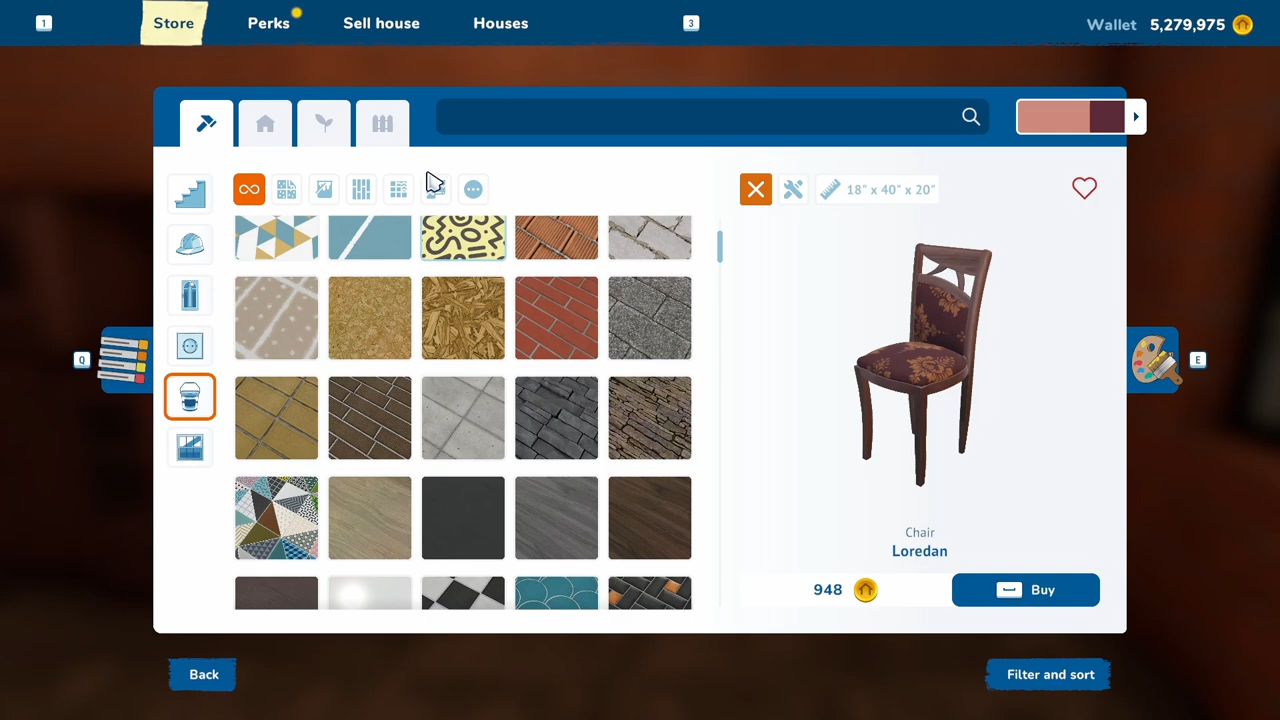 1
Store
Perks
Sell house
Houses
3
Wallet 5,279,975
18" x 40" x 20"
Q
E
Chair
Loredan
948
Buy
Back
Filter and sort